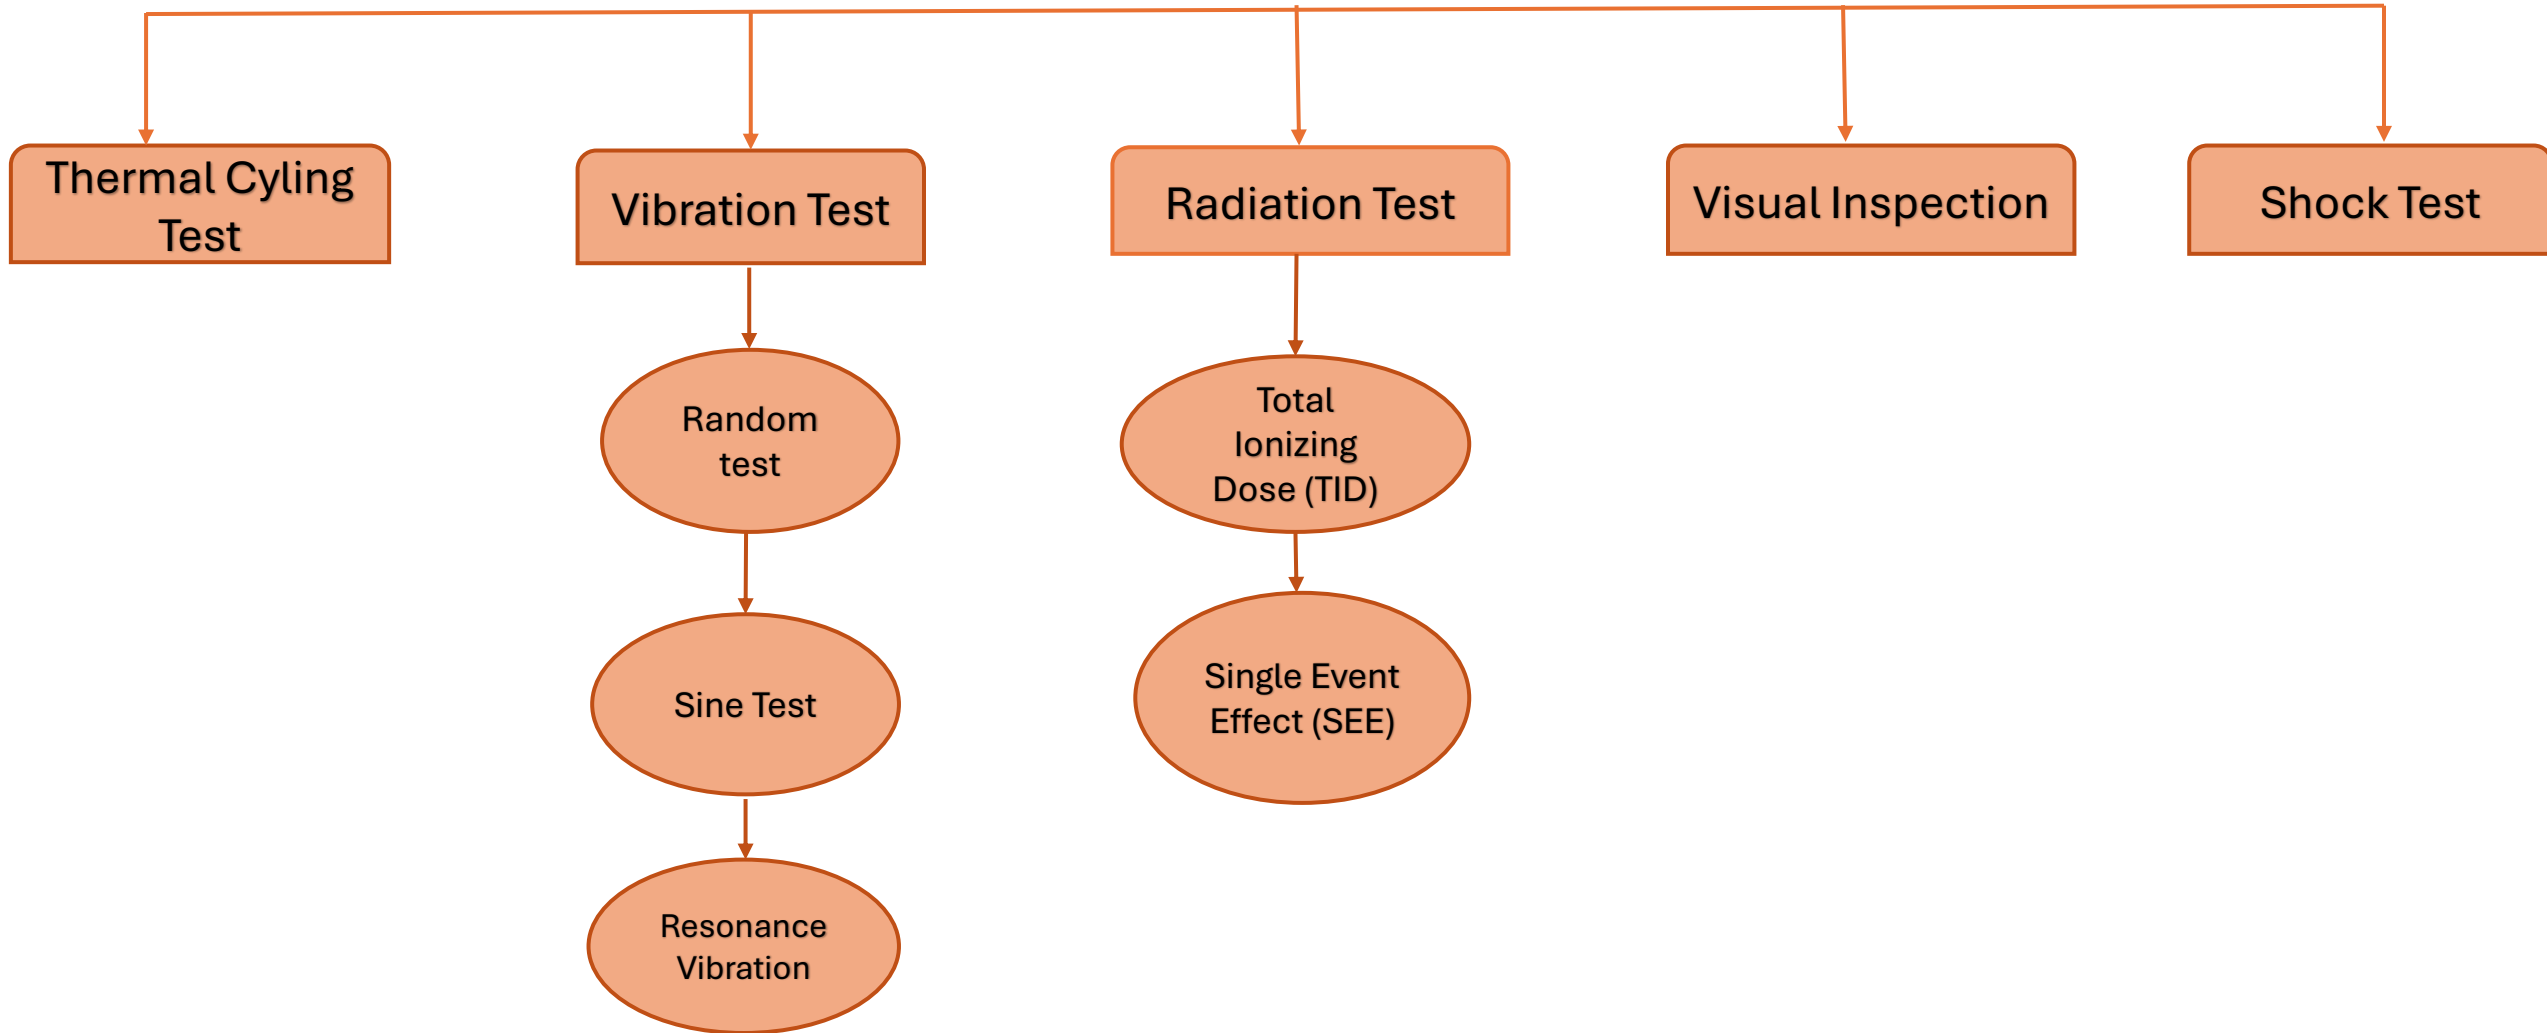 Thermal Cyling
Test
Vibration Test
Radiation Test
Visual Inspection
Shock Test
Random
test
Sine Test
Resonance
Vibration
Total
Ionizing
Dose (TID)
Single Event
Effect (SEE)